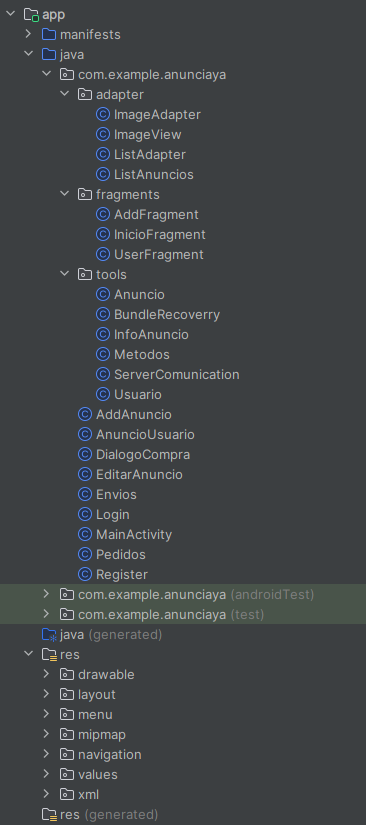 app
manifests
java
com.example.anunciaya
adapter
ImageAdapter
ImageView
ListAdapter
ListAnuncios
fragments
AddFragment
InicioFragment
UserFragment
tools
Anuncio
BundleRecoverry
InfoAnuncio
Metodos
ServerComunication
Usuario
AddAnuncio
AnuncioUsuario
DialogoCompra
EditarAnuncio
Envios
Login
MainActivity
Pedidos
Register
com.example.anunciaya (androidTest)
com.example.anunciaya (test)
java (generated)
res
drawable
layout
menu
mipmap
navigation
values
xml
res (generated)